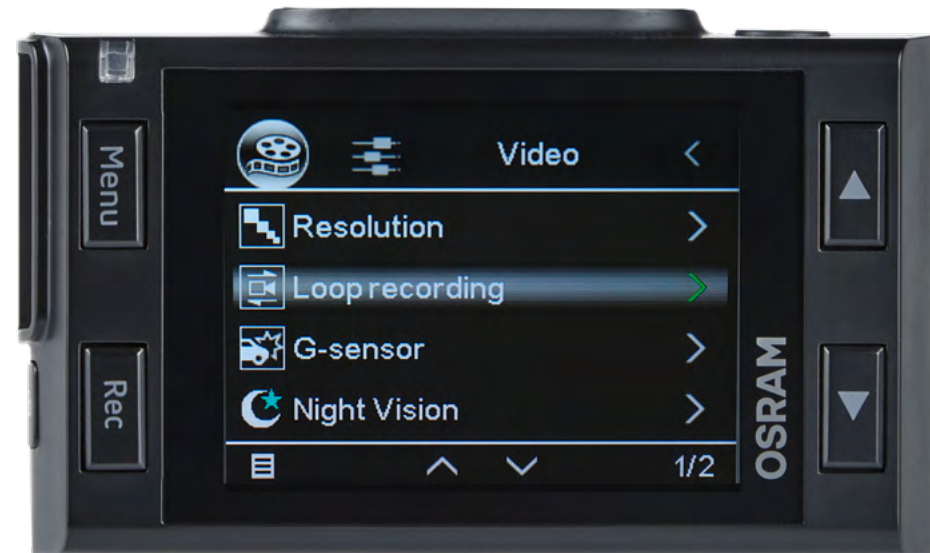 Menu
Video
Resolution
Loop recording
G-sensor
Night Vision
1/2
Rec
OSRAM